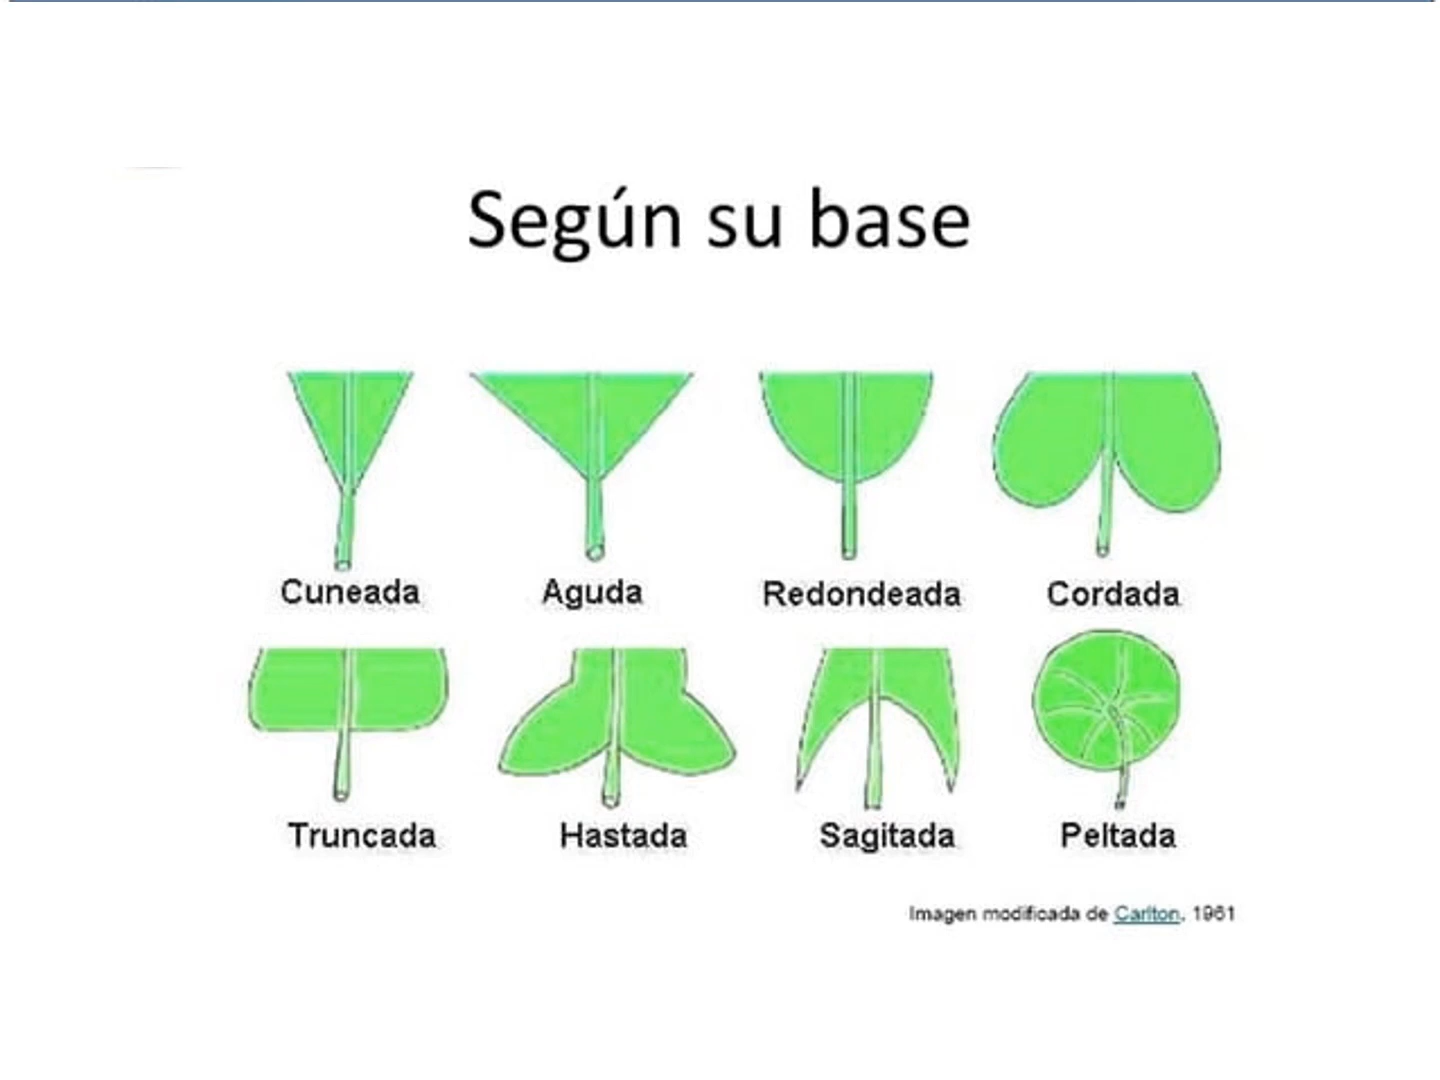 Según su base
Cuneada Aguda Redondeada Cordada
Truncada Hastada Sagitada Peltada
Imagen modificada de Carlton, 1961